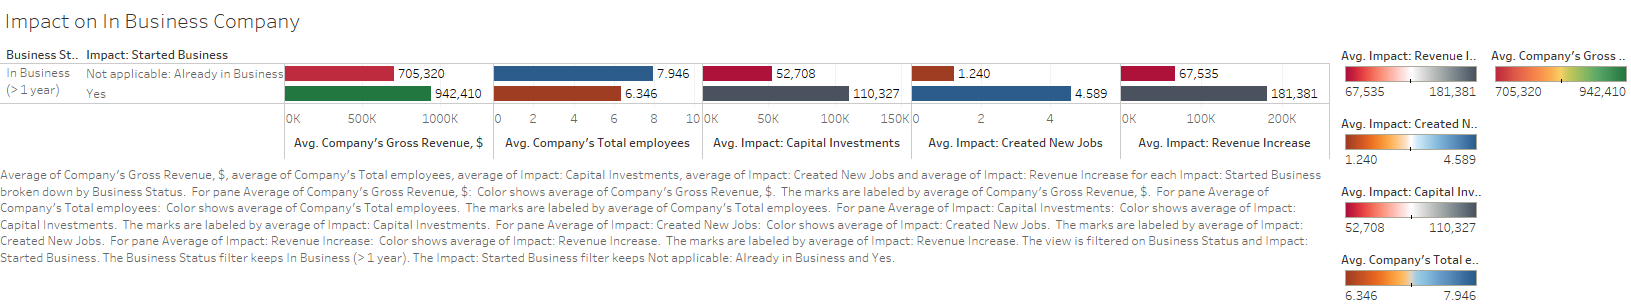 Impact on In Business Company
Business St.. Impact: Started Business
In Business (> 1 year)
Not applicable: Already in Business 705,320 7.946 52,708 1.240 67,535
Yes 942,410 6.346 110,327 4.589 181,381
0K 500K 1000K 0 2 4 6 8 10 0K 50K 100K 150K 0 2 4 0K 100K 200K
Avg. Company's Gross Revenue, $ Avg. Company's Total employees Avg. Impact: Capital Investments Avg. Impact: Created New Jobs Avg. Impact: Revenue Increase
Average of Company's Gross Revenue, $, average of Company's Total employees, average of Impact: Capital Investments, average of Impact: Created New Jobs and average of Impact: Revenue Increase for each Impact: Started Business
broken down by Business Status. For pane Average of Company's Gross Revenue, $: Color shows average of Company's Gross Revenue, $. The marks are labeled by average of Company's Gross Revenue, $. For pane Average of
Company's Total employees: Color shows average of Company's Total employees. The marks are labeled by average of Company's Total employees. For pane Average of Impact: Capital Investments: Color shows average of Impact:
Capital Investments. The marks are labeled by average of Impact: Capital Investments. For pane Average of Impact: Created New Jobs: Color shows average of Impact: Created New Jobs. The marks are labeled by average of Impact:
Created New Jobs. For pane Average of Impact: Revenue Increase: Color shows average of Impact: Revenue Increase. The marks are labeled by average of Impact: Revenue Increase. The view is filtered on Business Status and Impact:
Started Business. The Business Status filter keeps In Business (> 1 year). The Impact: Started Business filter keeps Not applicable: Already in Business and Yes.
Avg. Impact: Revenue I..
67,535 181,381
Avg. Company's Gross ..
705,320 942,410
Avg. Impact: Created N..
1.240 4.589
Avg. Impact: Capital Inv..
52,708 110,327
Avg. Company's Total e..
6.346 7.946